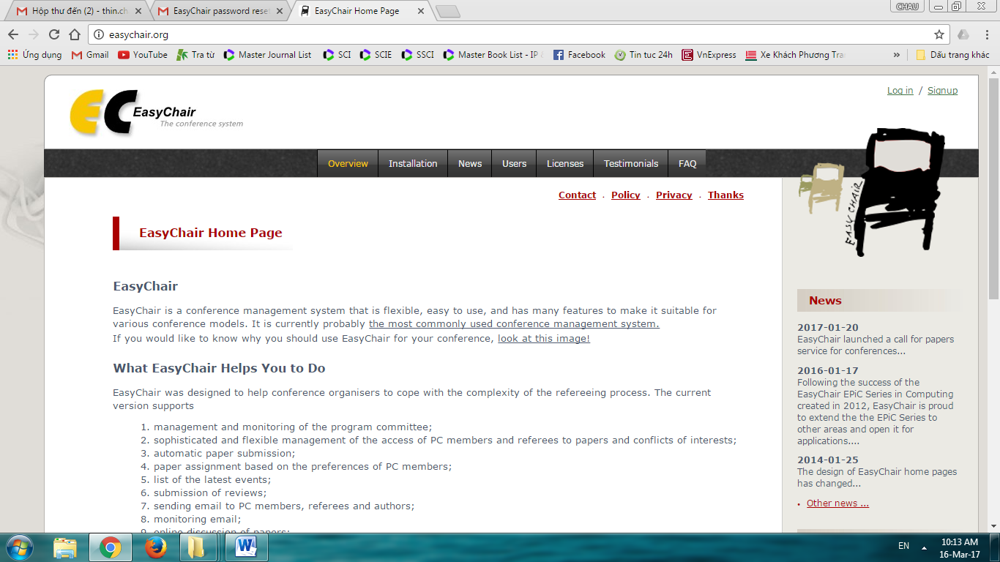 Hộp thư đến (2) - thin.ch
EasyChair password rese
EasyChair Home Page
CHAU
easychair.org
Ứng dụng
Gmail
YouTube
Tra từ
Master Journal List
SCI
SCIE
SSCI
Master Book List - IP &
Facebook
Tin tuc 24h
VnExpress
Xe Khách Phương Tran
»
Dấu trang khác
EC EasyChair
The conference system
Log in / Signup
Overview
Installation
News
Users
Licenses
Testimonials
FAQ
EASY CHAIR
Contact . Policy . Privacy . Thanks
EasyChair Home Page
EasyChair
EasyChair is a conference management system that is flexible, easy to use, and has many features to make it suitable for
various conference models. It is currently probably the most commonly used conference management system.
If you would like to know why you should use EasyChair for your conference, look at this image!
What EasyChair Helps You to Do
EasyChair was designed to help conference organisers to cope with the complexity of the refereeing process. The current
version supports
1. management and monitoring of the program committee;
2. sophisticated and flexible management of the access of PC members and referees to papers and conflicts of interests;
3. automatic paper submission;
4. paper assignment based on the preferences of PC members;
5. list of the latest events;
6. submission of reviews;
7. sending email to PC members, referees and authors;
8. monitoring email;
9. online discussion of papers;
News
2017-01-20
EasyChair launched a call for papers
service for conferences...
2016-01-17
Following the success of the
EasyChair EPiC Series in Computing
created in 2012, EasyChair is proud
to extend the the EPiC Series to
other areas and open it for
applications....
2014-01-25
The design of EasyChair home pages
has changed...
• Other news ...
EN
10:13 AM
16-Mar-17